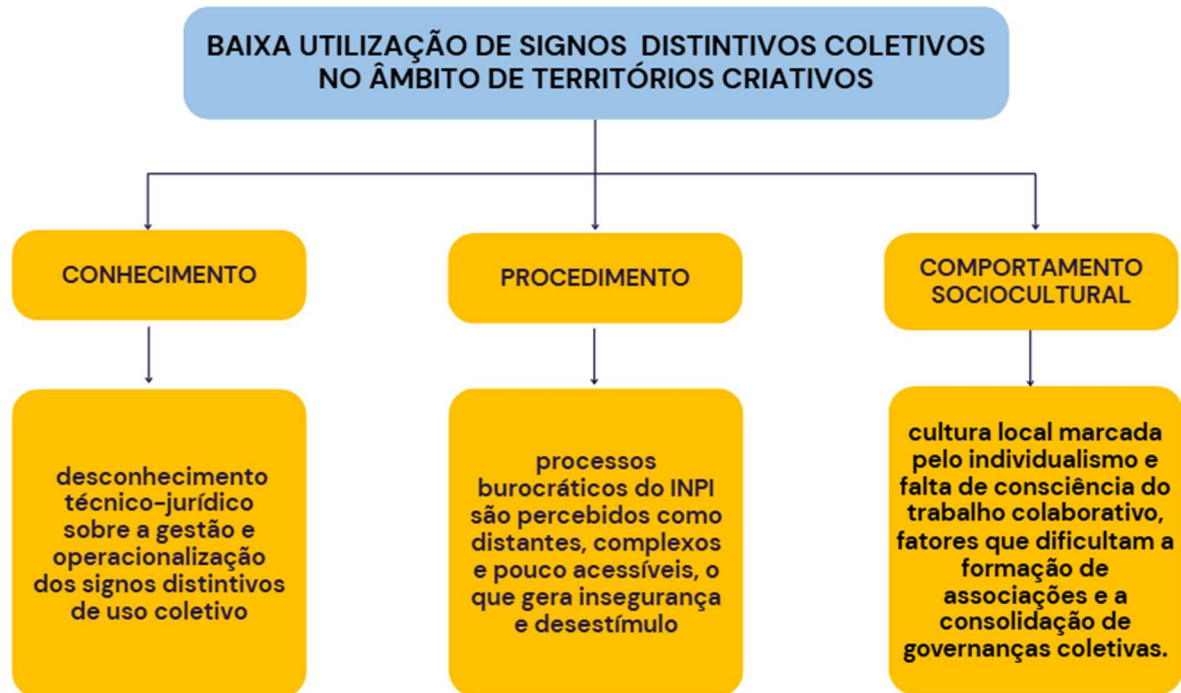 BAIXA UTILIZAÇÃO DE SIGNOS DISTINTIVOS COLETIVOS
NO ÂMBITO DE TERRITÓRIOS CRIATIVOS
CONHECIMENTO
PROCEDIMENTO
COMPORTAMENTO
SOCIOCULTURAL
desconhecimento
técnico-jurídico
sobre a gestão e
operacionalização
dos signos distintivos
de uso coletivo
processos
burocráticos do INPI
são percebidos como
distantes, complexos
e pouco acessíveis, o
que gera insegurança
e desestímulo
cultura local marcada
pelo individualismo e
falta de consciência do
trabalho colaborativo,
fatores que dificultam a
formação de
associações e a
consolidação de
governanças coletivas.